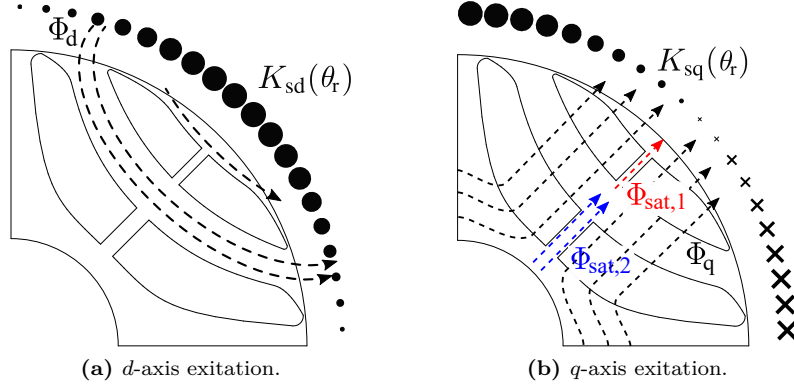 Φd
Ksd(θr)
(a) d-axis exitation.
Ksq(θr)
Φsat,1
Φsat,2
Φq
(b) q-axis exitation.